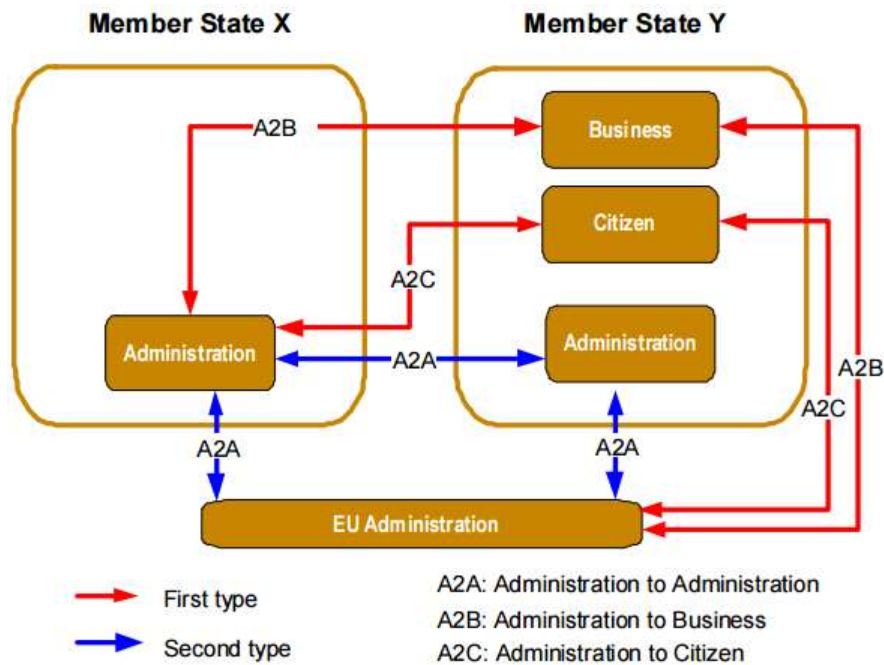 Member State X
Member State Y
Business
A2B
Citizen
A2C
Administration
Administration
A2A
A2B
A2C
A2A
A2A
EU Administration
First type
Second type
A2A: Administration to Administration
A2B: Administration to Business
A2C: Administration to Citizen